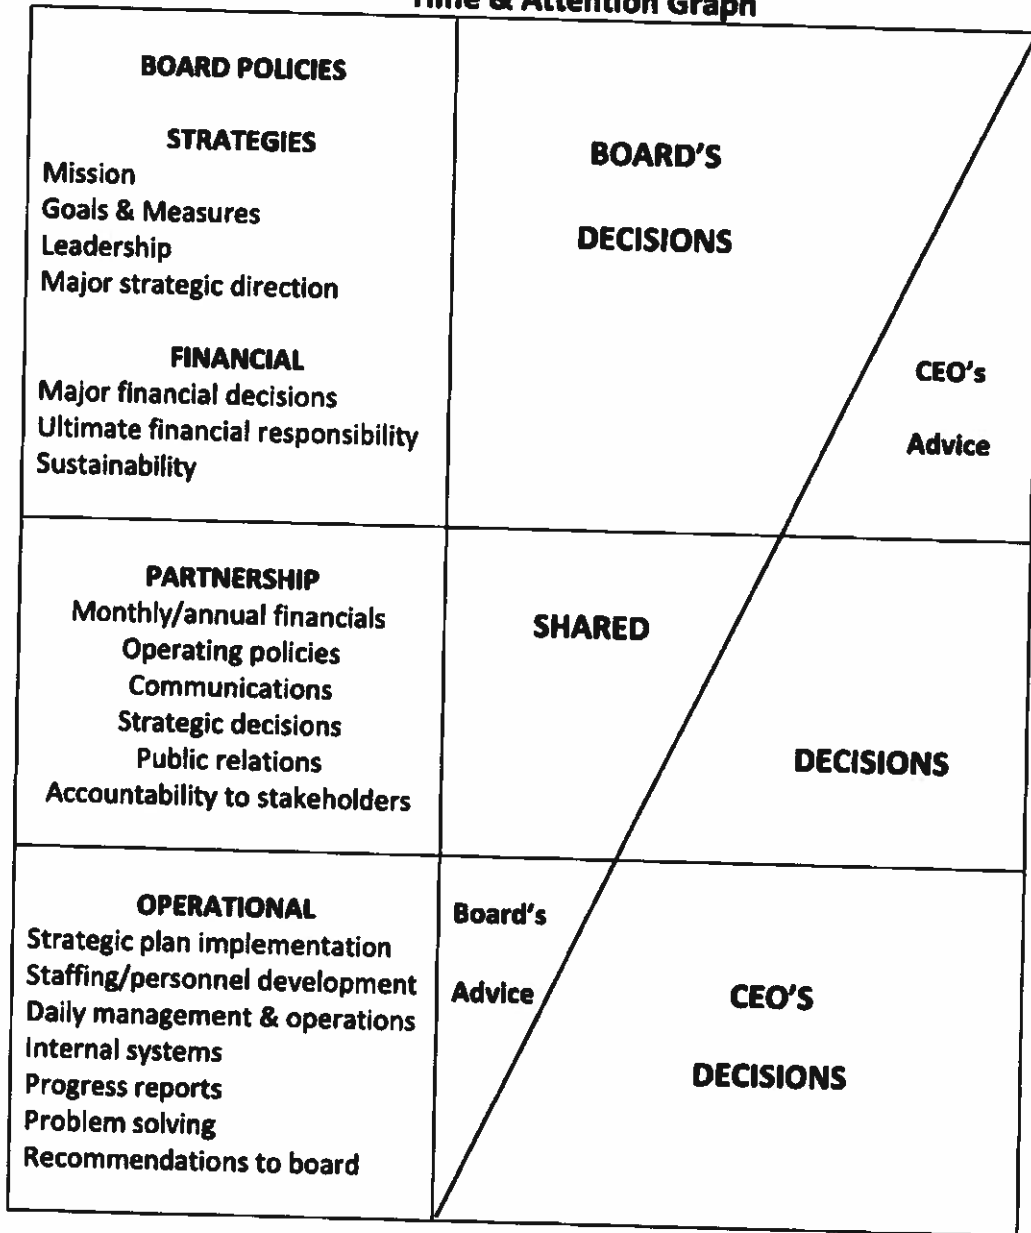 Time & Attention Graph
BOARD POLICIES
STRATEGIES
Mission
Goals & Measures
Leadership
Major strategic direction
FINANCIAL
Major financial decisions
Ultimate financial responsibility
Sustainability
BOARD'S
DECISIONS
CEO's
Advice
PARTNERSHIP
Monthly/annual financials
Operating policies
Communications
Strategic decisions
Public relations
Accountability to stakeholders
SHARED
DECISIONS
OPERATIONAL
Strategic plan implementation
Staffing/personnel development
Daily management & operations
Internal systems
Progress reports
Problem solving
Recommendations to board
Board's
Advice
CEO'S
DECISIONS